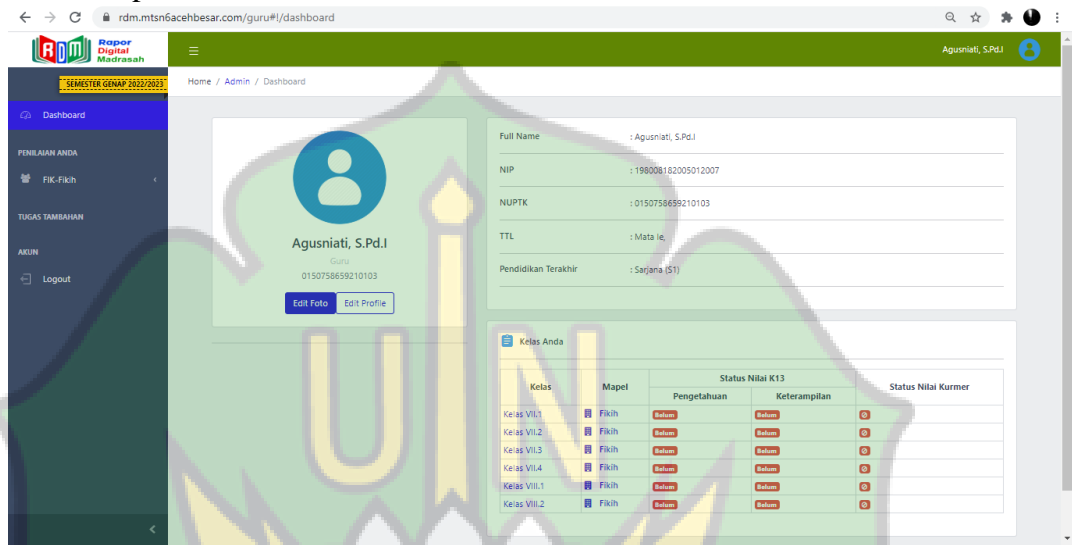 rdm.mtsn6acehbesar.com/guru#!/dashboard
RDM Rapor Digital Madrasah
Agusniati, S.Pd.I
SEMESTER GENAP 2022/2023
Home / Admin / Dashboard
Dashboard
PENILAIAN ANDA
FIK-Fikih
TUGAS TAMBAHAN
AKUN
Logout
Agusniati, S.Pd.I
Guru
0150758659210103
Edit Foto Edit Profile
Full Name : Agusniati, S.Pd.I
NIP : 198008182005012007
NUPTK : 0150758659210103
TTL : Mata Ie,
Pendidikan Terakhir : Sarjana (S1)
Kelas Anda
Kelas Mapel Status Nilai K13 Status Nilai Kurmer
Pengetahuan Keterampilan
Kelas VII.1 Fikih Belum Belum
Kelas VII.2 Fikih Belum Belum
Kelas VII.3 Fikih Belum Belum
Kelas VII.4 Fikih Belum Belum
Kelas VIII.1 Fikih Belum Belum
Kelas VIII.2 Fikih Belum Belum
UIN